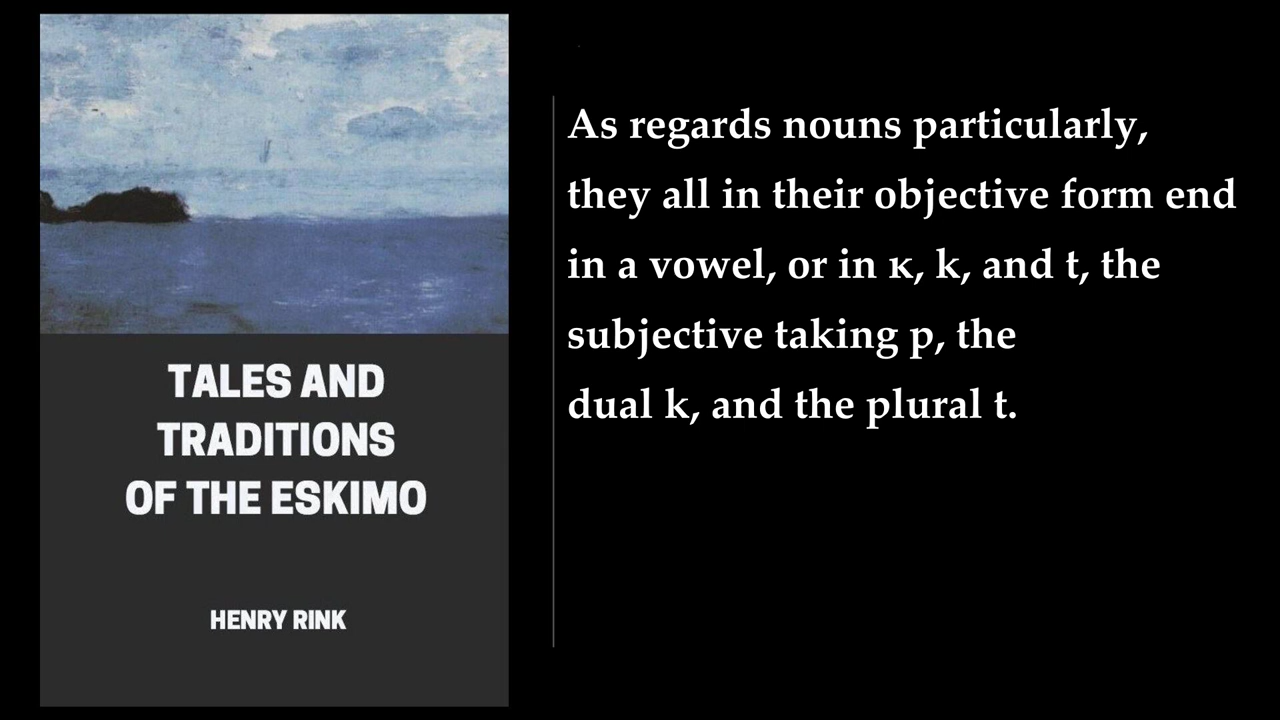 TALES AND
TRADITIONS
OF THE ESKIMO
HENRY RINK
As regards nouns particularly,
they all in their objective form end
in a vowel, or in ĸ, k, and t, the
subjective taking p, the
dual k, and the plural t.